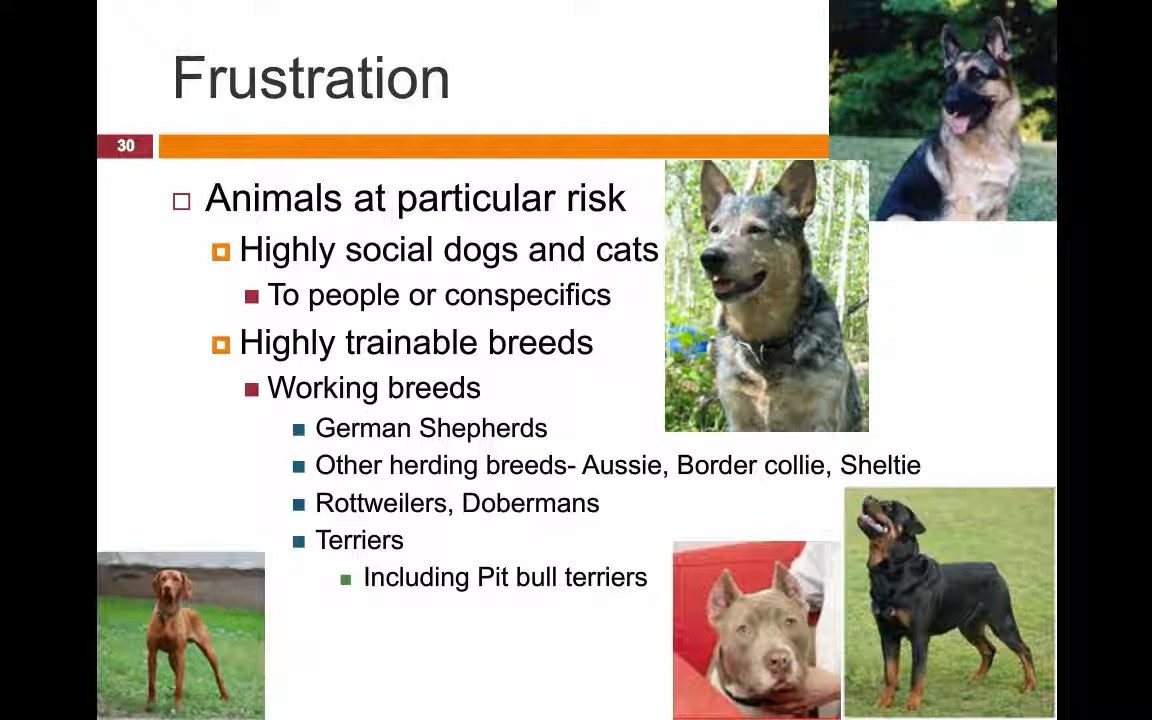 Frustration
30
Animals at particular risk
Highly social dogs and cats
To people or conspecifics
Highly trainable breeds
Working breeds
German Shepherds
Other herding breeds- Aussie, Border collie, Sheltie
Rottweilers, Dobermans
Terriers
Including Pit bull terriers